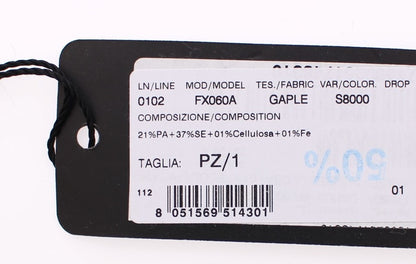 LN/LINE MOD/MODEL TES./FABRIC VAR/COLOR. DROP
0102 FX060A GAPLE S8000
COMPOSIZIONE/COMPOSITION
21%PA+37%SE+01%Cellulosa+01%Fe
TAGLIA: PZ/1
50%
112 01
8 051569 514301